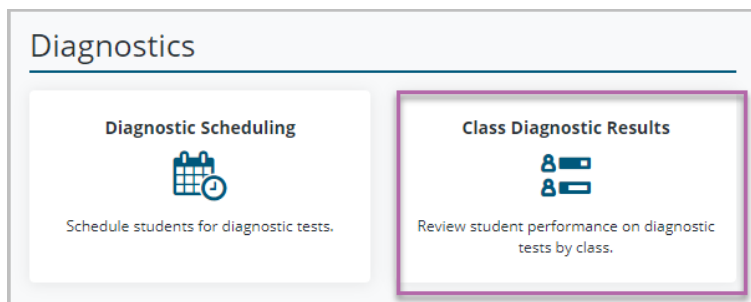 Diagnostics
Diagnostic Scheduling
Schedule students for diagnostic tests.
Class Diagnostic Results
Review student performance on diagnostic
tests by class.